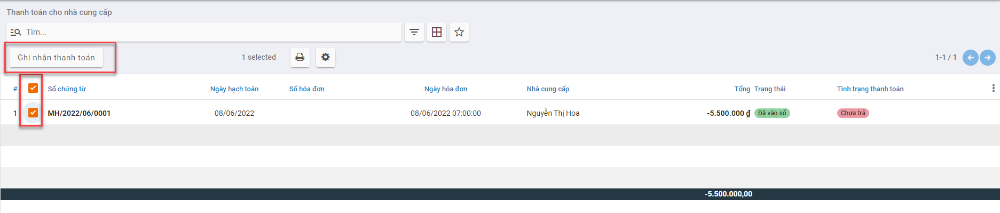 Thanh toán cho nhà cung cấp
Tìm...
Ghi nhận thanh toán 1 selected 1-1 / 1
# Số chứng từ Ngày hạch toán Số hóa đơn Ngày hóa đơn Nhà cung cấp Tổng Trạng thái Tình trạng thanh toán
1 MH/2022/06/0001 08/06/2022 08/06/2022 07:00:00 Nguyễn Thị Hoa -5.500.000 ₫ Đã vào sổ Chưa trả
-5.500.000,00